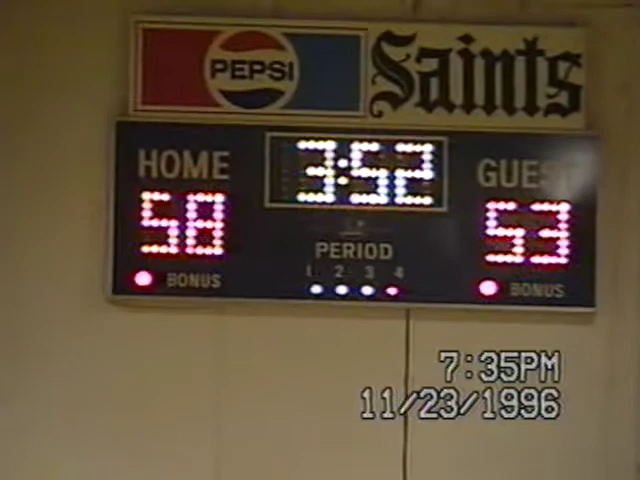 PEPSI Saints
HOME 3:52 GUEST
58 53
PERIOD
1 2 3 4
BONUS BONUS
7:35PM
11/23/1996